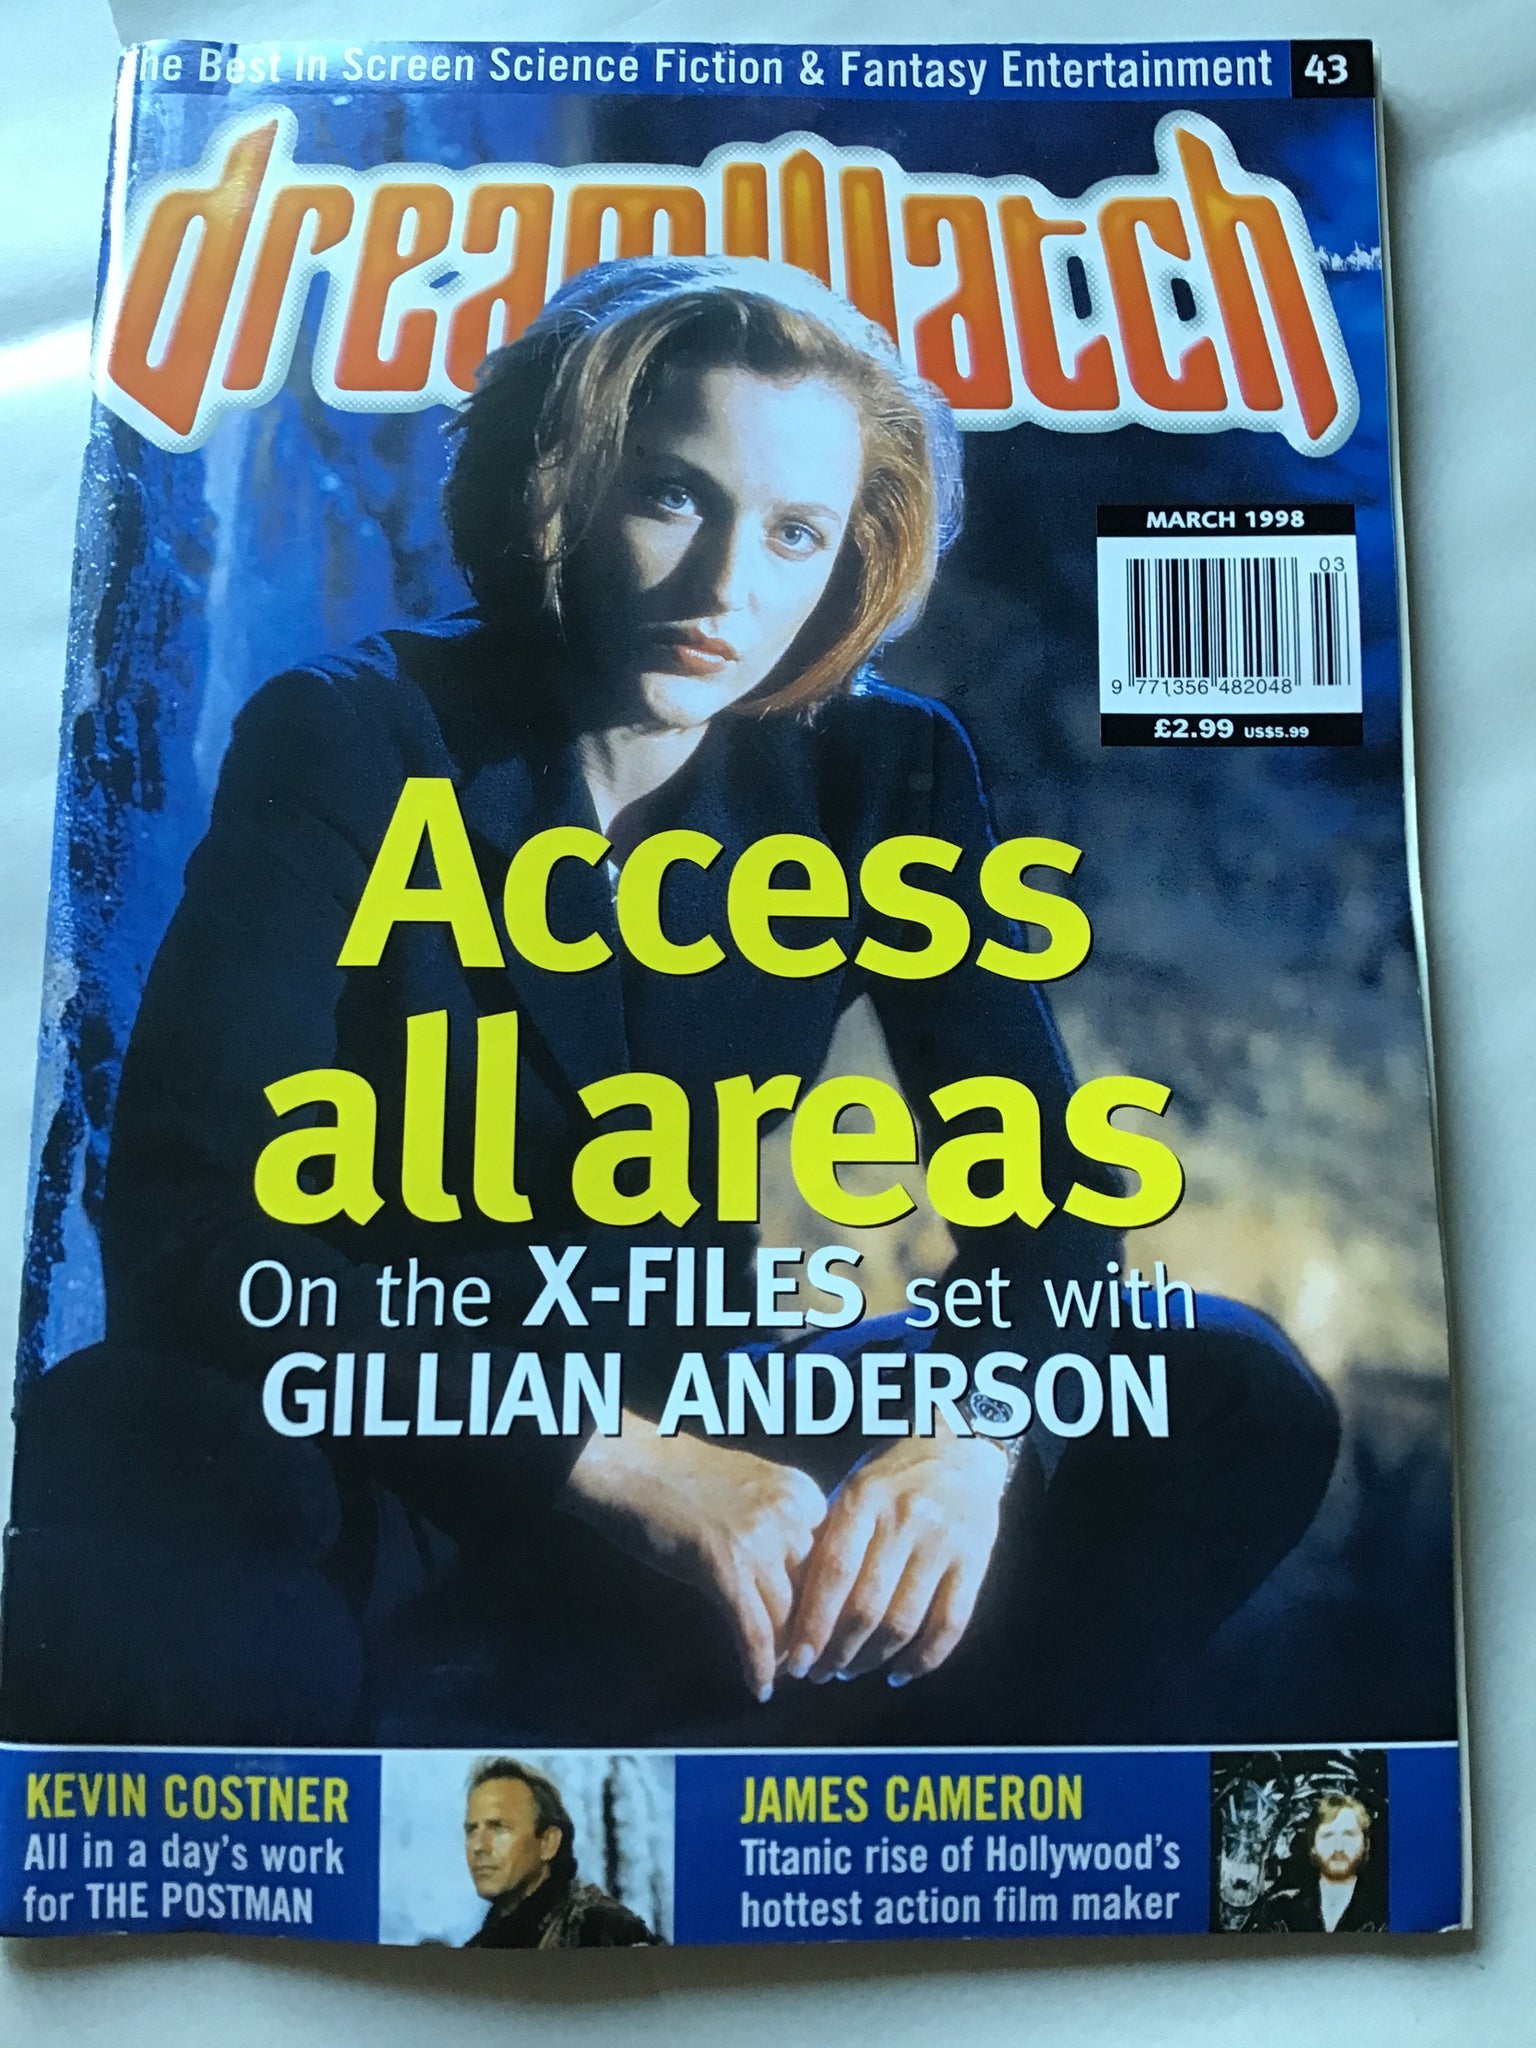 he Best in Screen Science Fiction & Fantasy Entertainment 43
dreamwatch
MARCH 1998
03
9 771356 482048
£2.99 US$5.99
Access
all areas
On the X-FILES set with
GILLIAN ANDERSON
KEVIN COSTNER
All in a day's work
for THE POSTMAN
JAMES CAMERON
Titanic rise of Hollywood's
hottest action film maker